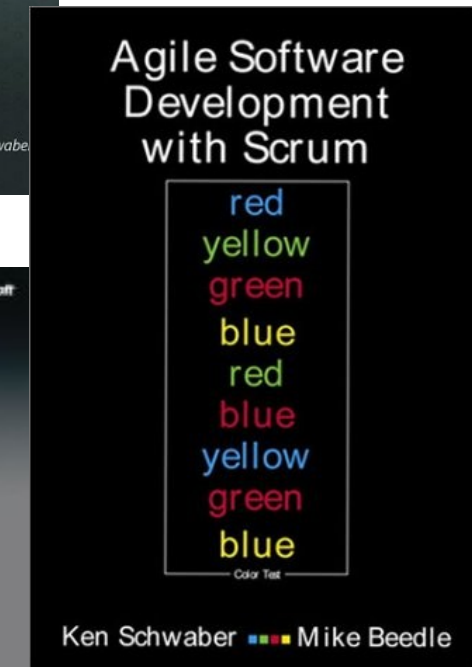 Agile Software
Development
with Scrum
red
yellow
green
blue
red
blue
yellow
green
blue
Color Test
Ken Schwaber Mike Beedle